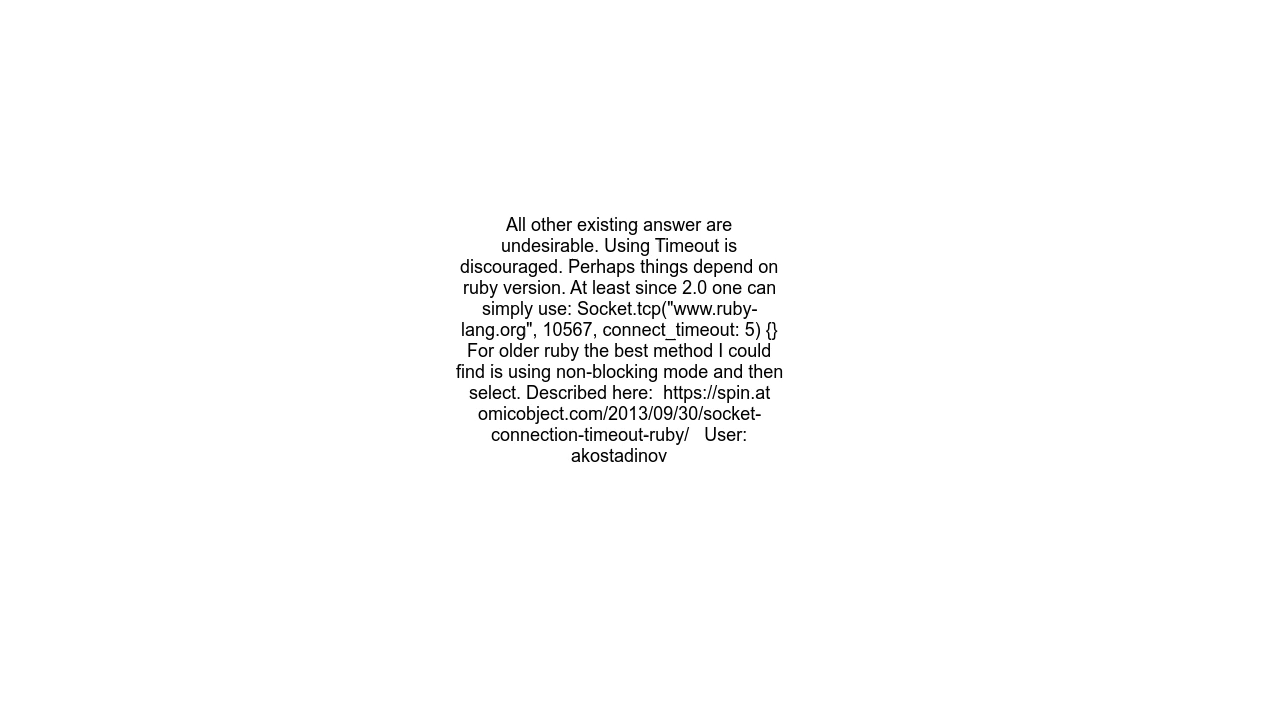 All other existing answer are
undesirable. Using Timeout is
discouraged. Perhaps things depend on
ruby version. At least since 2.0 one can
simply use: Socket.tcp("www.ruby-
lang.org", 10567, connect_timeout: 5) {}
For older ruby the best method I could
find is using non-blocking mode and then
select. Described here:  https://spin.at
omicobject.com/2013/09/30/socket-
connection-timeout-ruby/   User:
akostadinov